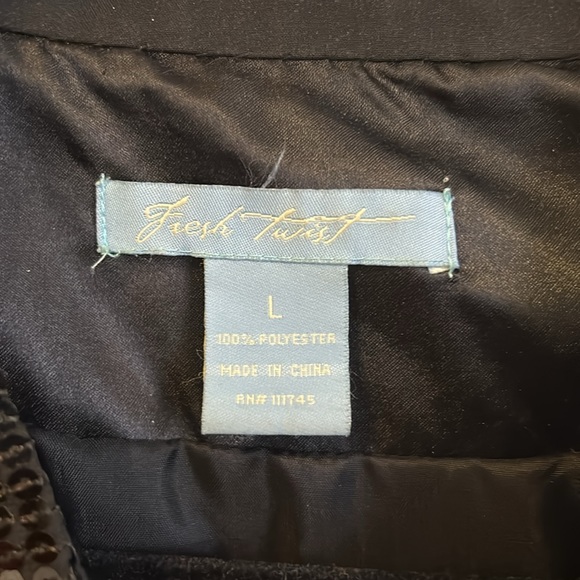 Fresh twist
L
100% POLYESTER
MADE IN CHINA
RN# 111745